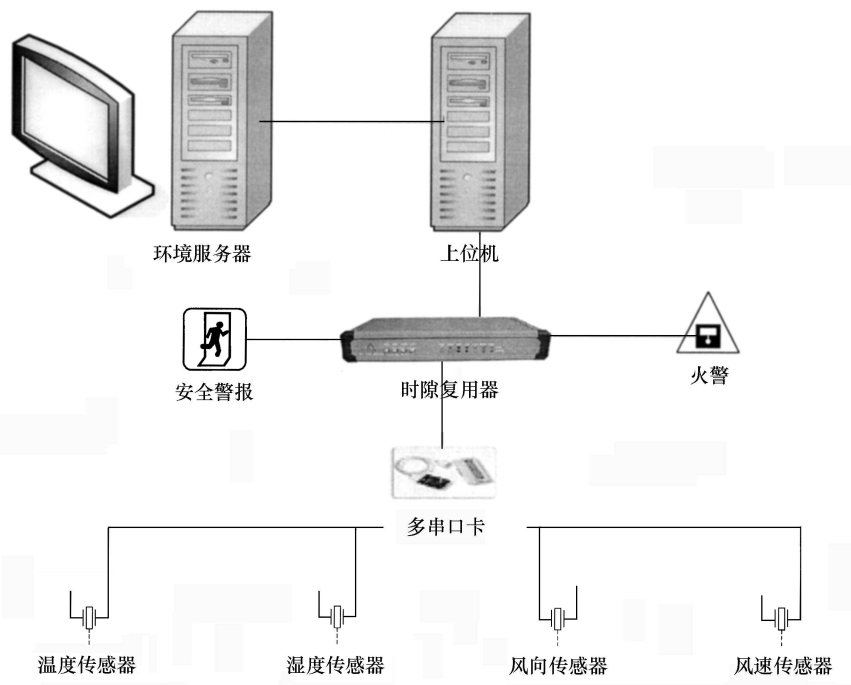 环境服务器
上位机
安全警报
时隙复用器
火警
多串口卡
温度传感器
湿度传感器
风向传感器
风速传感器